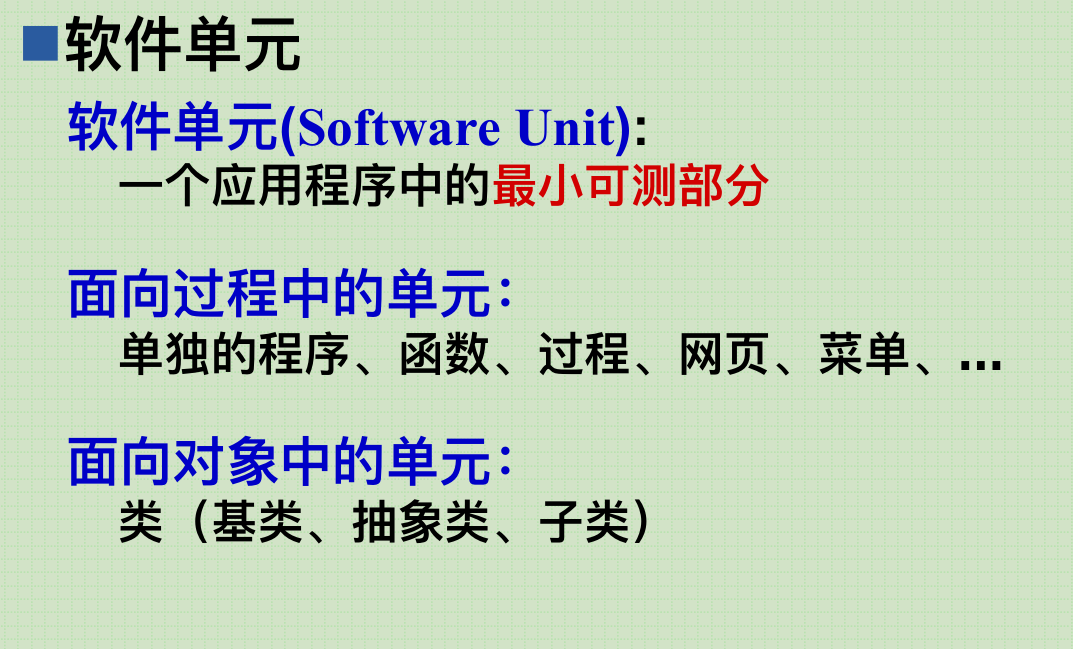 软件单元
软件单元(Software Unit):
一个应用程序中的最小可测部分
面向过程中的单元：
单独的程序、函数、过程、网页、菜单、...
面向对象中的单元：
类（基类、抽象类、子类）